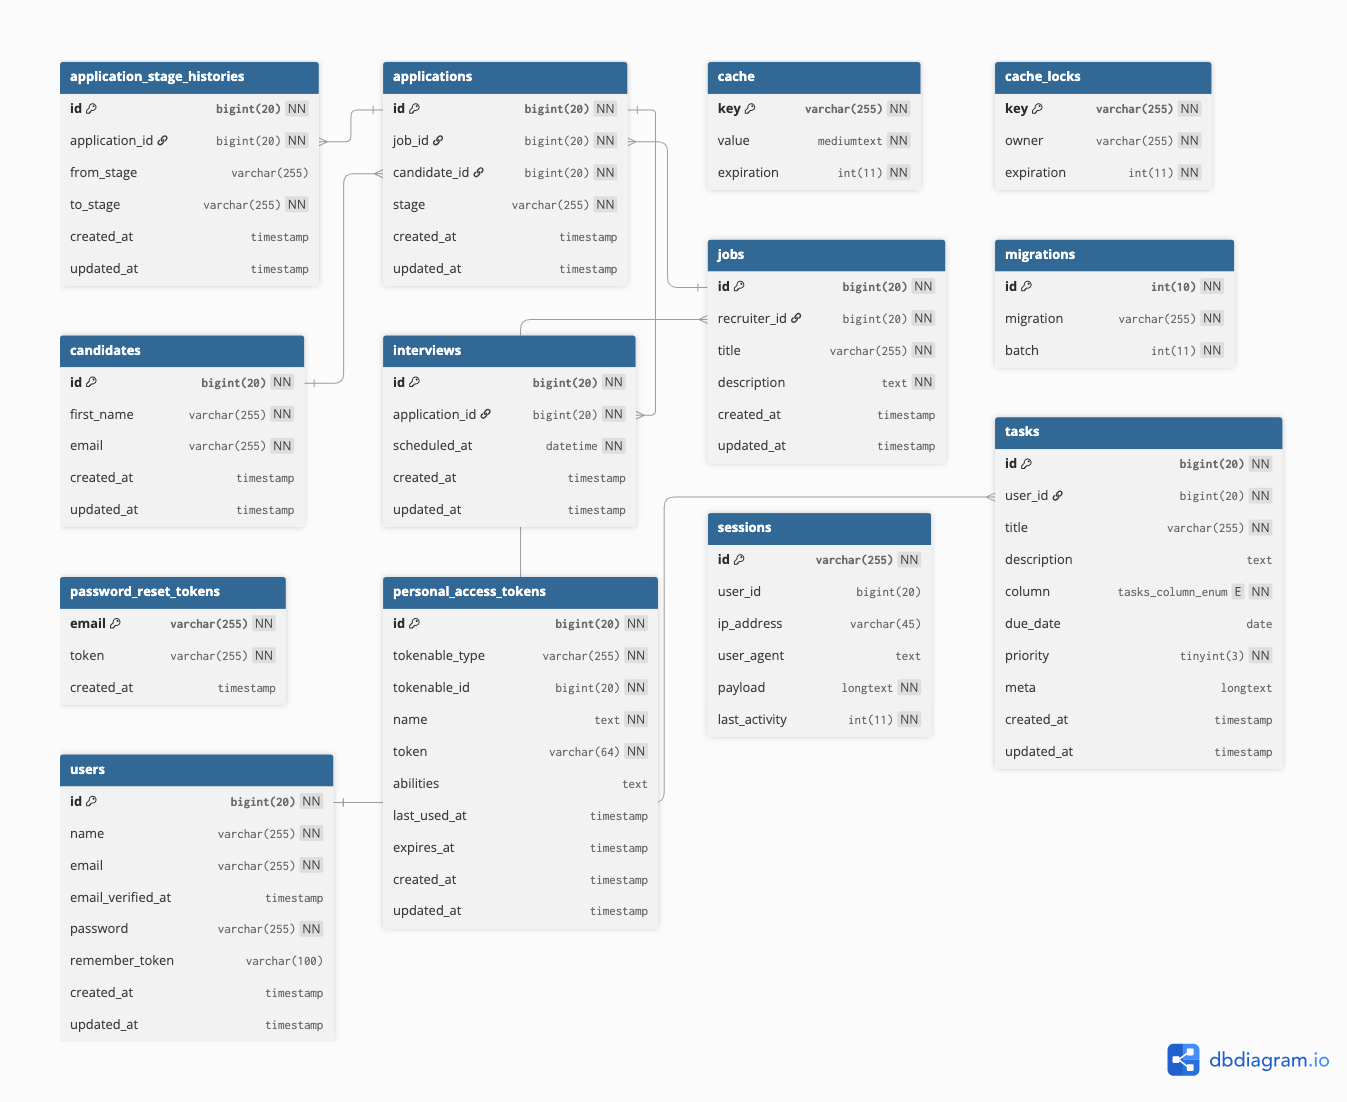 application_stage_histories
id bigint(20) NN
application_id bigint(20) NN
from_stage varchar(255)
to_stage varchar(255) NN
created_at timestamp
updated_at timestamp
applications
id bigint(20) NN
job_id bigint(20) NN
candidate_id bigint(20) NN
stage varchar(255) NN
created_at timestamp
updated_at timestamp
cache
key varchar(255) NN
value mediumtext NN
expiration int(11) NN
cache_locks
key varchar(255) NN
owner varchar(255) NN
expiration int(11) NN
jobs
id bigint(20) NN
recruiter_id bigint(20) NN
title varchar(255) NN
description text NN
created_at timestamp
updated_at timestamp
migrations
id int(10) NN
migration varchar(255) NN
batch int(11) NN
candidates
id bigint(20) NN
first_name varchar(255) NN
email varchar(255) NN
created_at timestamp
updated_at timestamp
interviews
id bigint(20) NN
application_id bigint(20) NN
scheduled_at datetime NN
created_at timestamp
updated_at timestamp
tasks
id bigint(20) NN
user_id bigint(20) NN
title varchar(255) NN
description text
column tasks_column_enum E NN
due_date date
priority tinyint(3) NN
meta longtext
created_at timestamp
updated_at timestamp
sessions
id varchar(255) NN
user_id bigint(20)
ip_address varchar(45)
user_agent text
payload longtext NN
last_activity int(11) NN
password_reset_tokens
email varchar(255) NN
token varchar(255) NN
created_at timestamp
personal_access_tokens
id bigint(20) NN
tokenable_type varchar(255) NN
tokenable_id bigint(20) NN
name text NN
token varchar(64) NN
abilities text
last_used_at timestamp
expires_at timestamp
created_at timestamp
updated_at timestamp
users
id bigint(20) NN
name varchar(255) NN
email varchar(255) NN
email_verified_at timestamp
password varchar(255) NN
remember_token varchar(100)
created_at timestamp
updated_at timestamp
dbdiagram.io